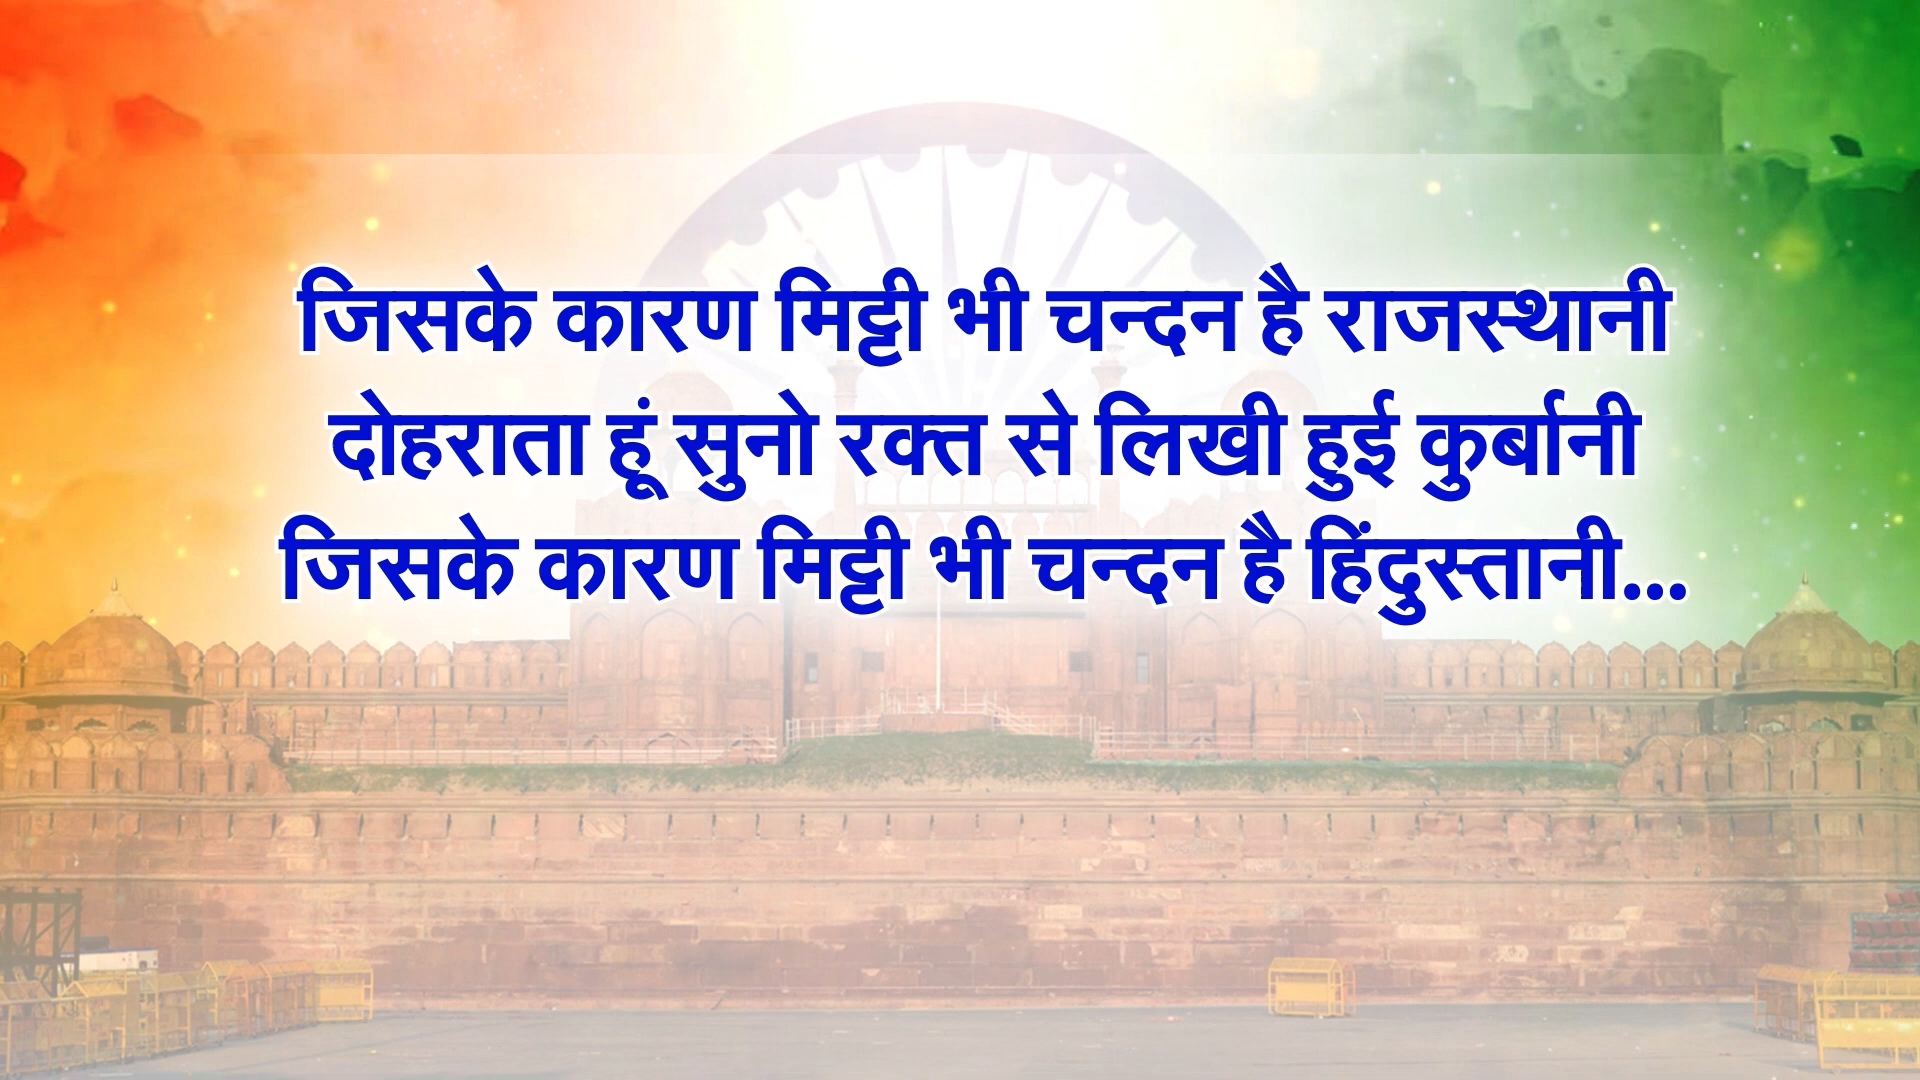 जिसके कारण मिट्टी भी चन्दन है राजस्थानी
दोहराता हूं सुनो रक्त से लिखी हुई कुर्बानी
जिसके कारण मिट्टी भी चन्दन है हिंदुस्तानी...